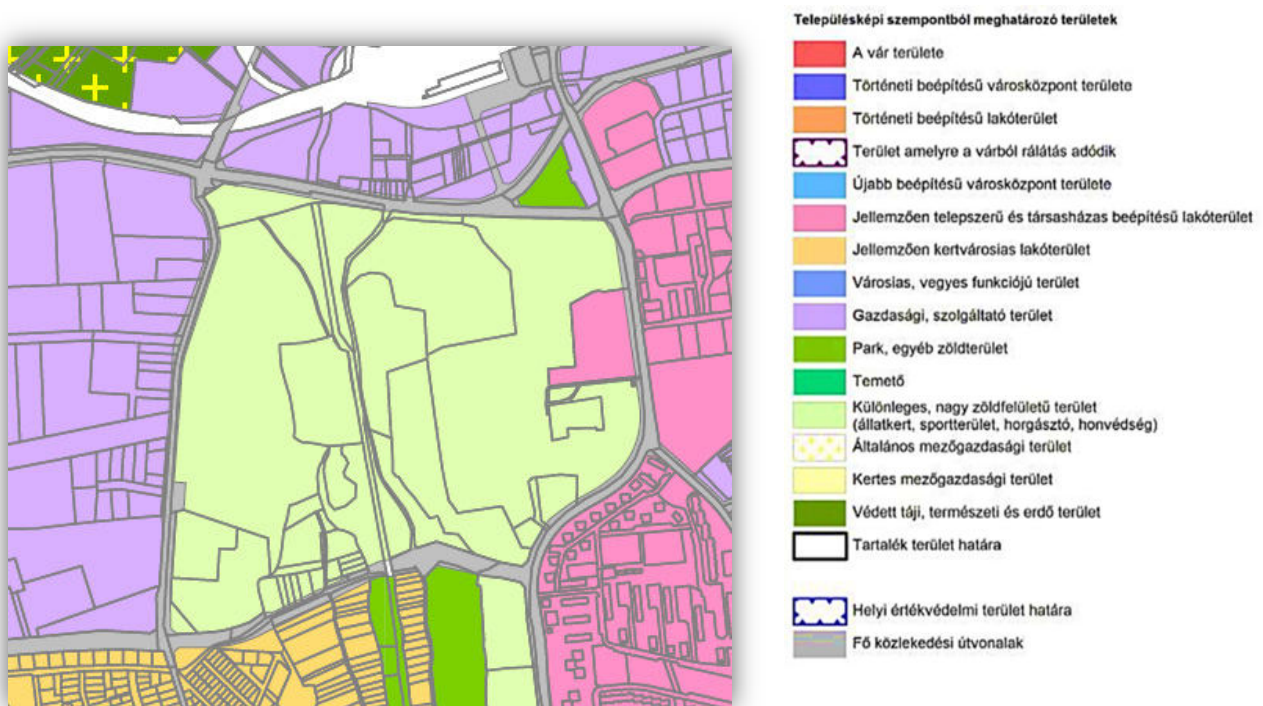 Településképi szempontból meghatározó területek
A vár területe
Történeti beépítésű városközpont területe
Történeti beépítésű lakóterület
Terület amelyre a várból rálátás adódik
Újabb beépítésű városközpont területe
Jellemzően telepszerű és társasházas beépítésű lakóterület
Jellemzően kertvárosias lakóterület
Városias, vegyes funkciójú terület
Gazdasági, szolgáltató terület
Park, egyéb zöldterület
Temető
Különleges, nagy zöldfelületű terület
(állatkert, sportterület, horgásztó, honvédség)
Általános mezőgazdasági terület
Kertes mezőgazdasági terület
Védett táji, természeti és erdő terület
Tartalék terület határa
Helyi értékvédelmi terület határa
Fő közlekedési útvonalak